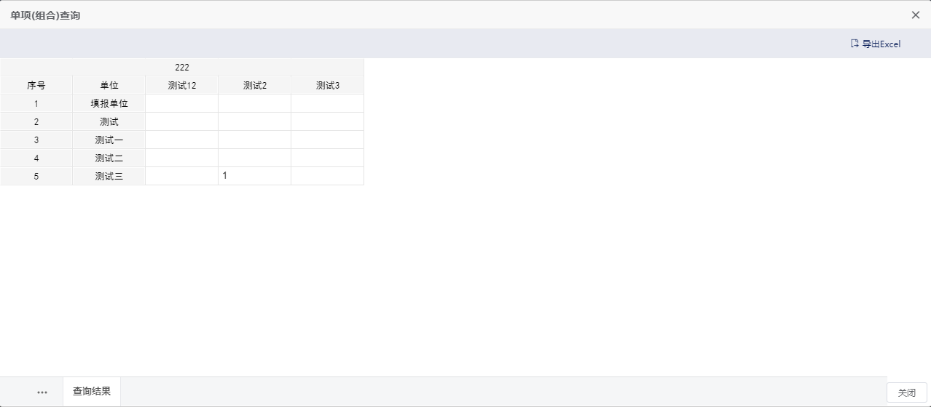 单项(组合)查询
导出Excel
222
序号 单位 测试12 测试2 测试3
1 填报单位
2 测试
3 测试一
4 测试二
5 测试三 1
... 查询结果
关闭